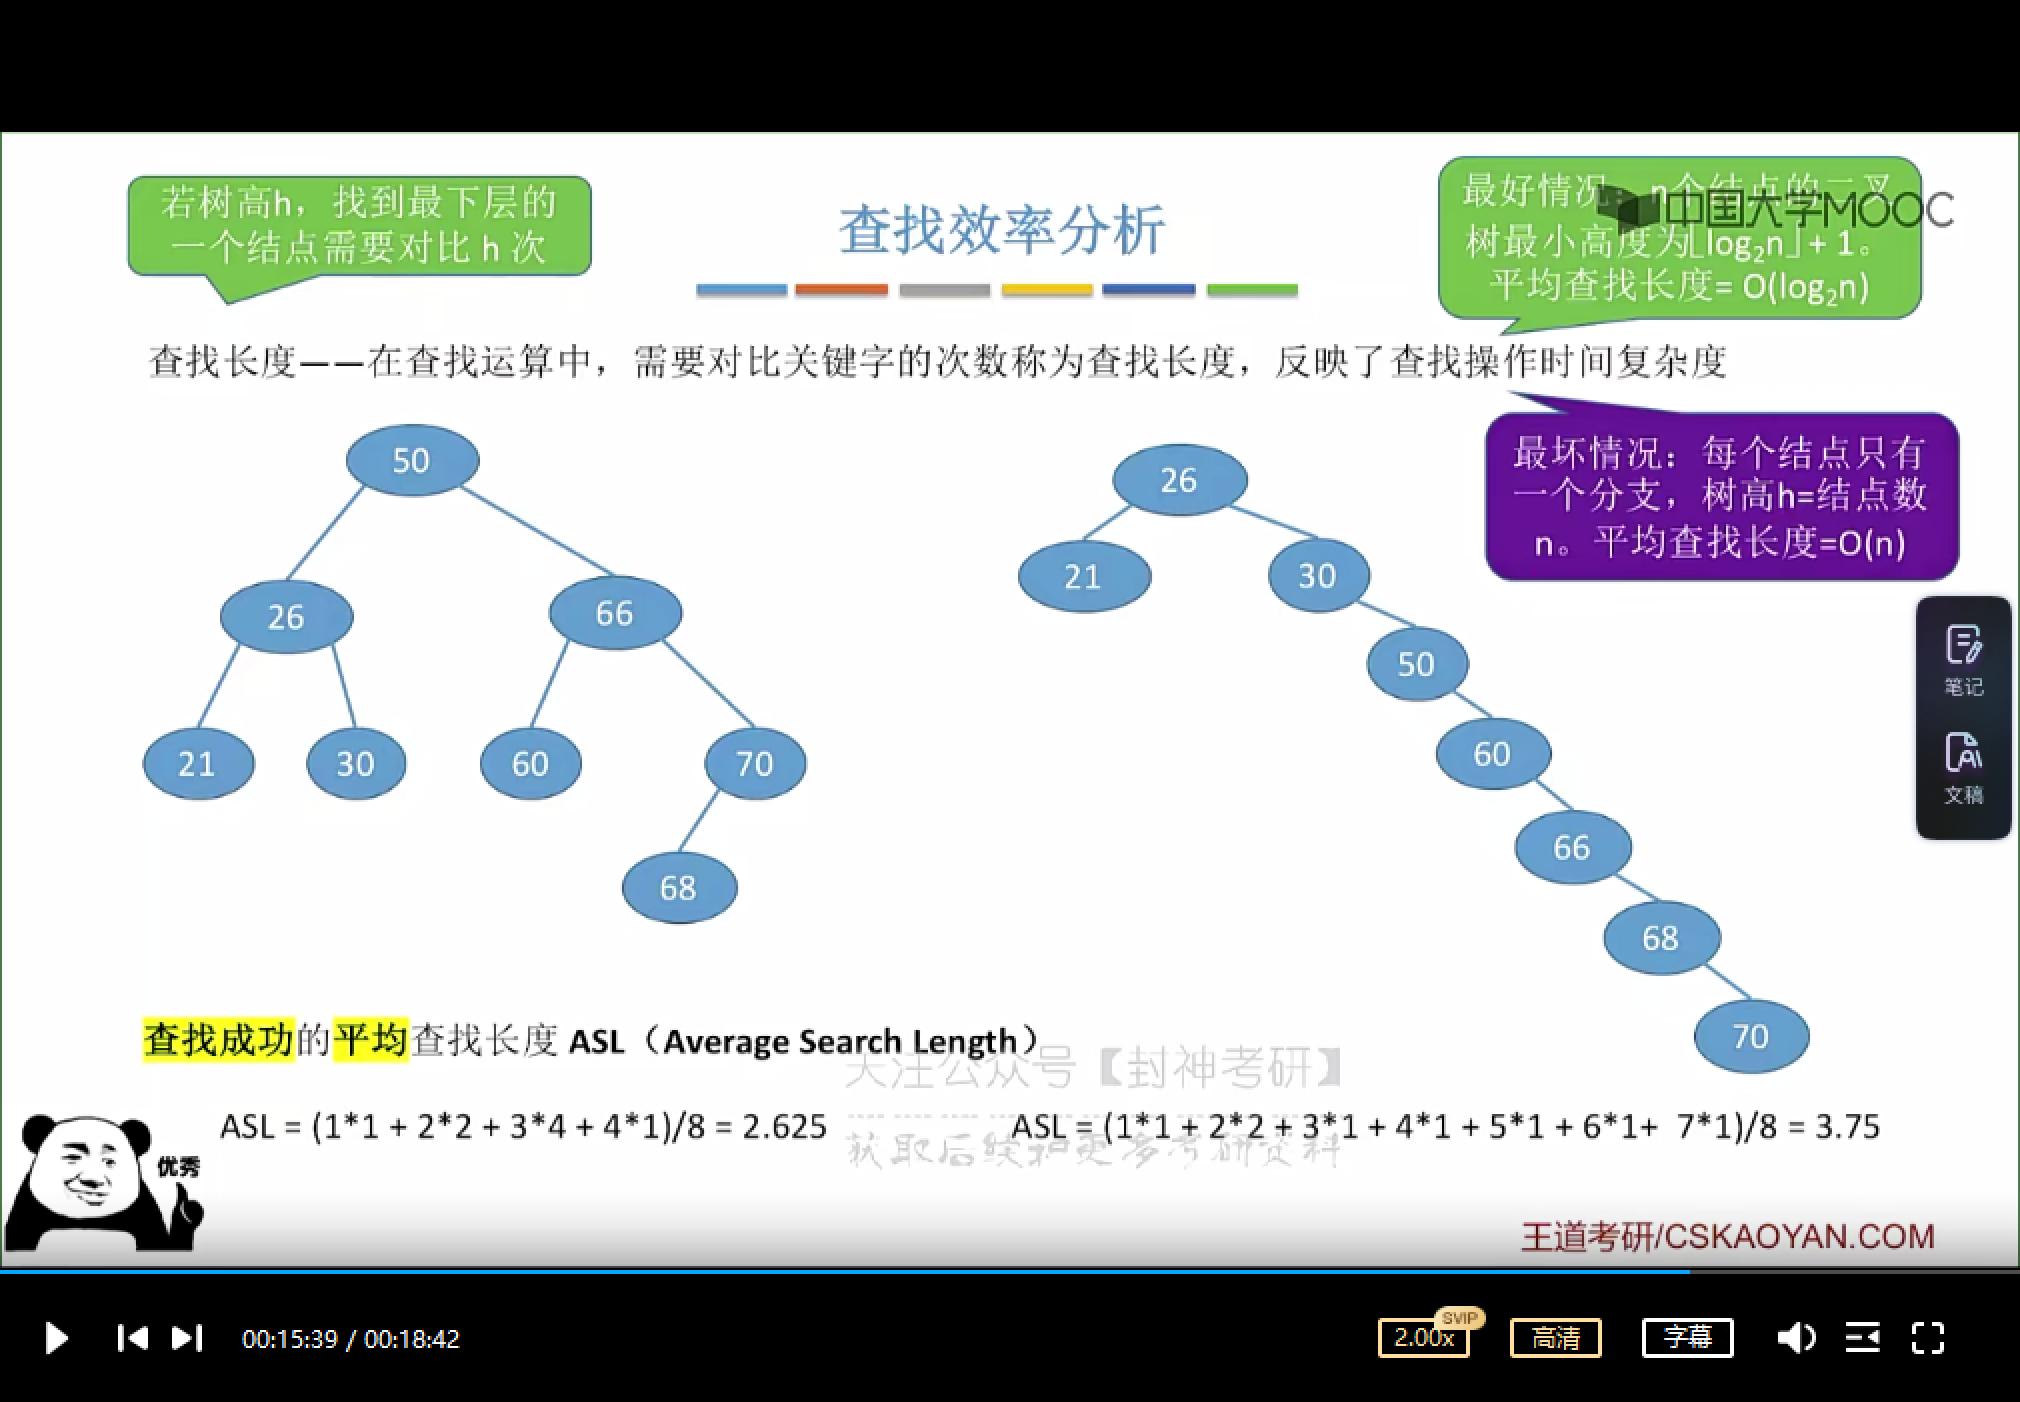 若树高h，找到最下层的
一个结点需要对比 h 次
查找效率分析
最好情况：n个结点的二叉
树最小高度为⌊log₂n⌋ + 1。
平均查找长度= O(log₂n)
中国大学MOOC
查找长度——在查找运算中，需要对比关键字的次数称为查找长度，反映了查找操作时间复杂度
最坏情况：每个结点只有
一个分支，树高h=结点数
n。平均查找长度=O(n)
50
26
66
21
30
60
70
68
26
21
30
50
60
66
68
70
笔记
文稿
查找成功的平均查找长度 ASL（Average Search Length）
关注公众号【封神考研】
ASL = (1*1 + 2*2 + 3*4 + 4*1)/8 = 2.625
ASL = (1*1 + 2*2 + 3*1 + 4*1 + 5*1 + 6*1+ 7*1)/8 = 3.75
获取后续和更多考研资料
优秀
王道考研/CSKAOYAN.COM
00:15:39 / 00:18:42
SVIP
2.00x
高清
字幕